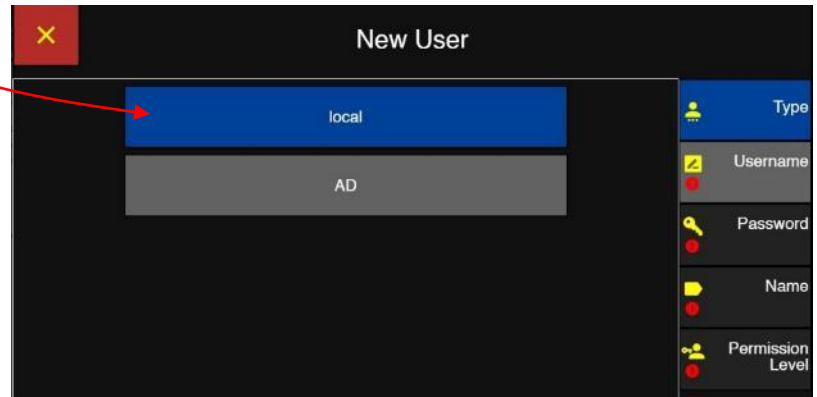 New User
local
AD
Type
Username
Password
Name
Permission
Level